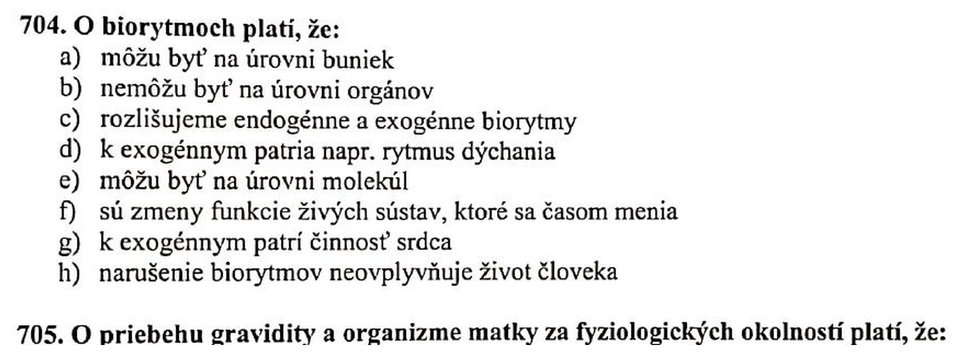 704. O biorytmoch platí, že:
a) môžu byť na úrovni buniek
b) nemôžu byť na úrovni orgánov
c) rozlišujeme endogénne a exogénne biorytmy
d) k exogénnym patria napr. rytmus dýchania
e) môžu byť na úrovni molekúl
f) sú zmeny funkcie živých sústav, ktoré sa časom menia
g) k exogénnym patrí činnosť srdca
h) narušenie biorytmov neovplyvňuje život človeka
705. O priebehu gravidity a organizme matky za fyziologických okolností platí, že: